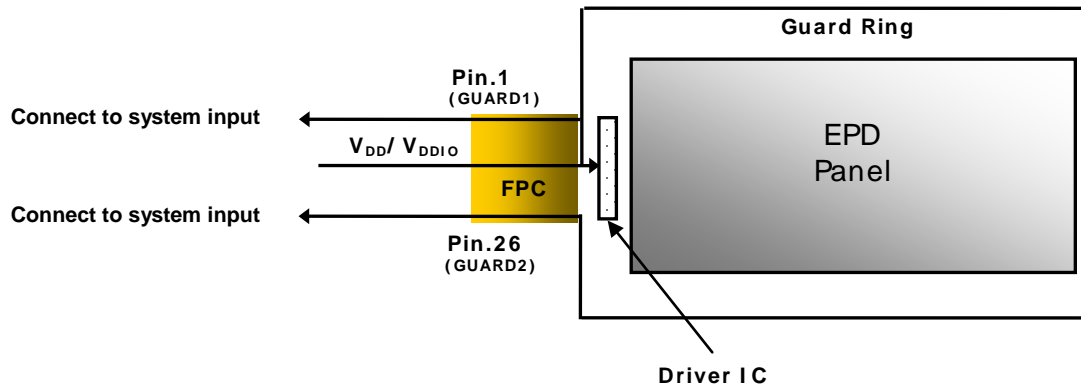 Guard Ring
Pin.1
(GUARD1)
Connect to system input
VDD/ VDDIO
EPD
Panel
FPC
Connect to system input
Pin.26
(GUARD2)
Driver IC